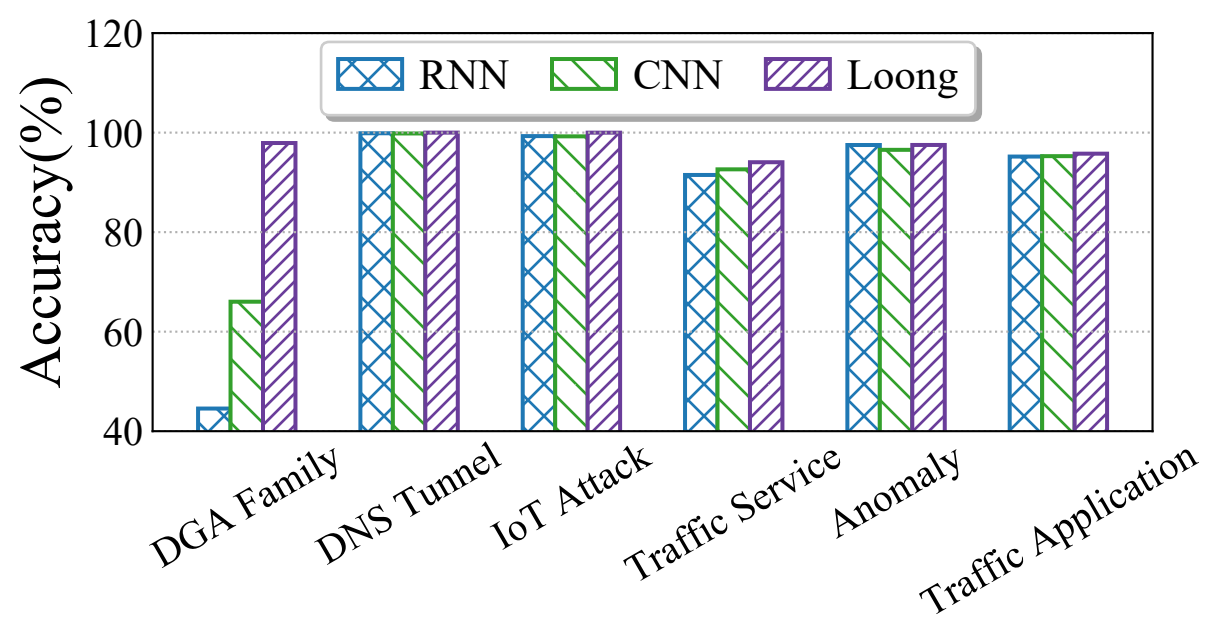 Accuracy(%)
120
100
80
60
40
RNN CNN Loong
DGA Family
DNS Tunnel
IoT Attack
Traffic Service
Anomaly
Traffic Application